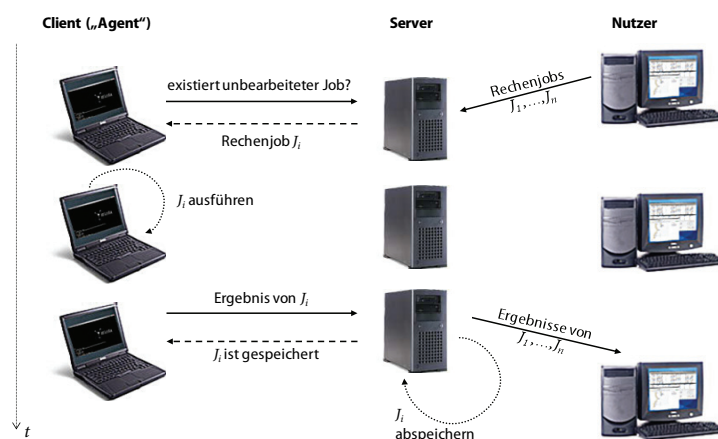 Client („Agent“)
Server
Nutzer
existiert unbearbeiteter Job?
Rechenjob Jᵢ
Rechenjobs
J₁,...,Jₙ
Jᵢ ausführen
Ergebnis von Jᵢ
Jᵢ ist gespeichert
Ergebnisse von
J₁,...,Jₙ
Jᵢ
abspeichern
t